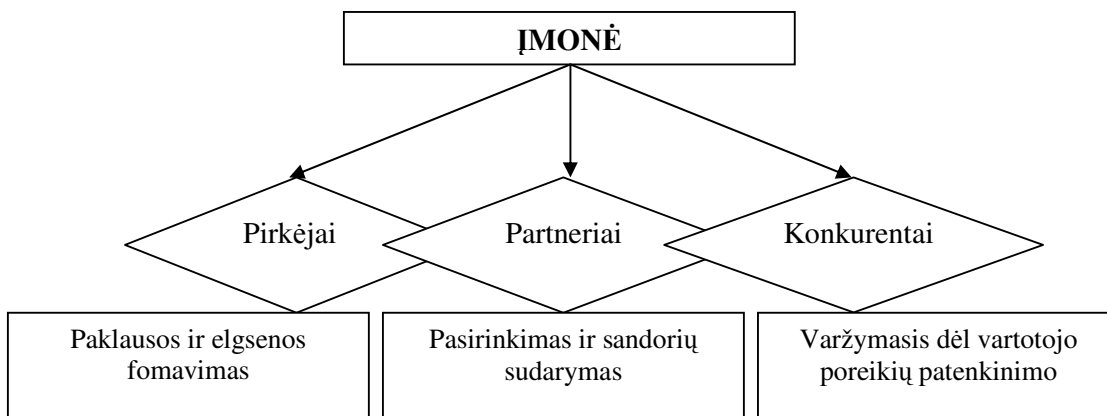 ĮMONĖ
Pirkėjai
Partneriai
Konkurentai
Paklausos ir elgsenos
fomavimas
Pasirinkimas ir sandorių
sudarymas
Varžymasis dėl vartotojo
poreikių patenkinimo